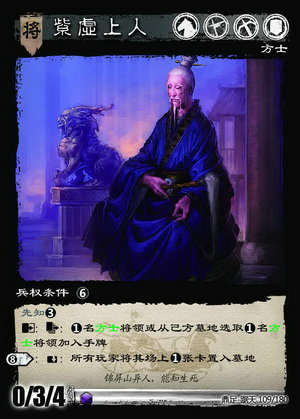 将 紫虚上人
方士
兵权条件 6
先知3
：1名方士将领或从己方墓地选取1名方士将领加入手牌
8 ：所有玩家将其场上1张卡置入墓地
锦屏山异人，能知生死
0/3/4
109/180